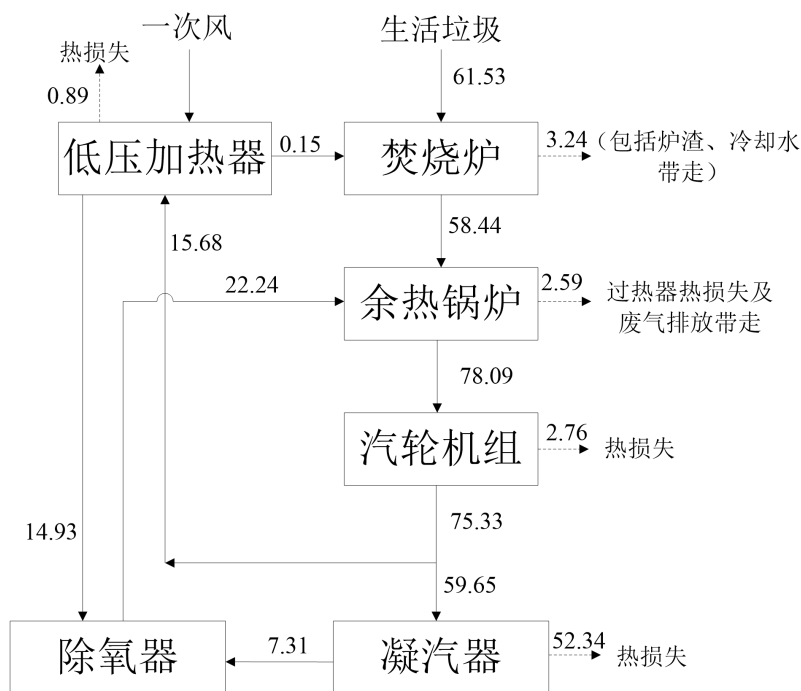 一次风
生活垃圾
热损失
0.89
61.53
低压加热器
0.15
焚烧炉
3.24
（包括炉渣、冷却水
带走）
15.68
58.44
22.24
余热锅炉
2.59
过热器热损失及
废气排放带走
78.09
汽轮机组
2.76
热损失
14.93
75.33
59.65
除氧器
7.31
凝汽器
52.34
热损失